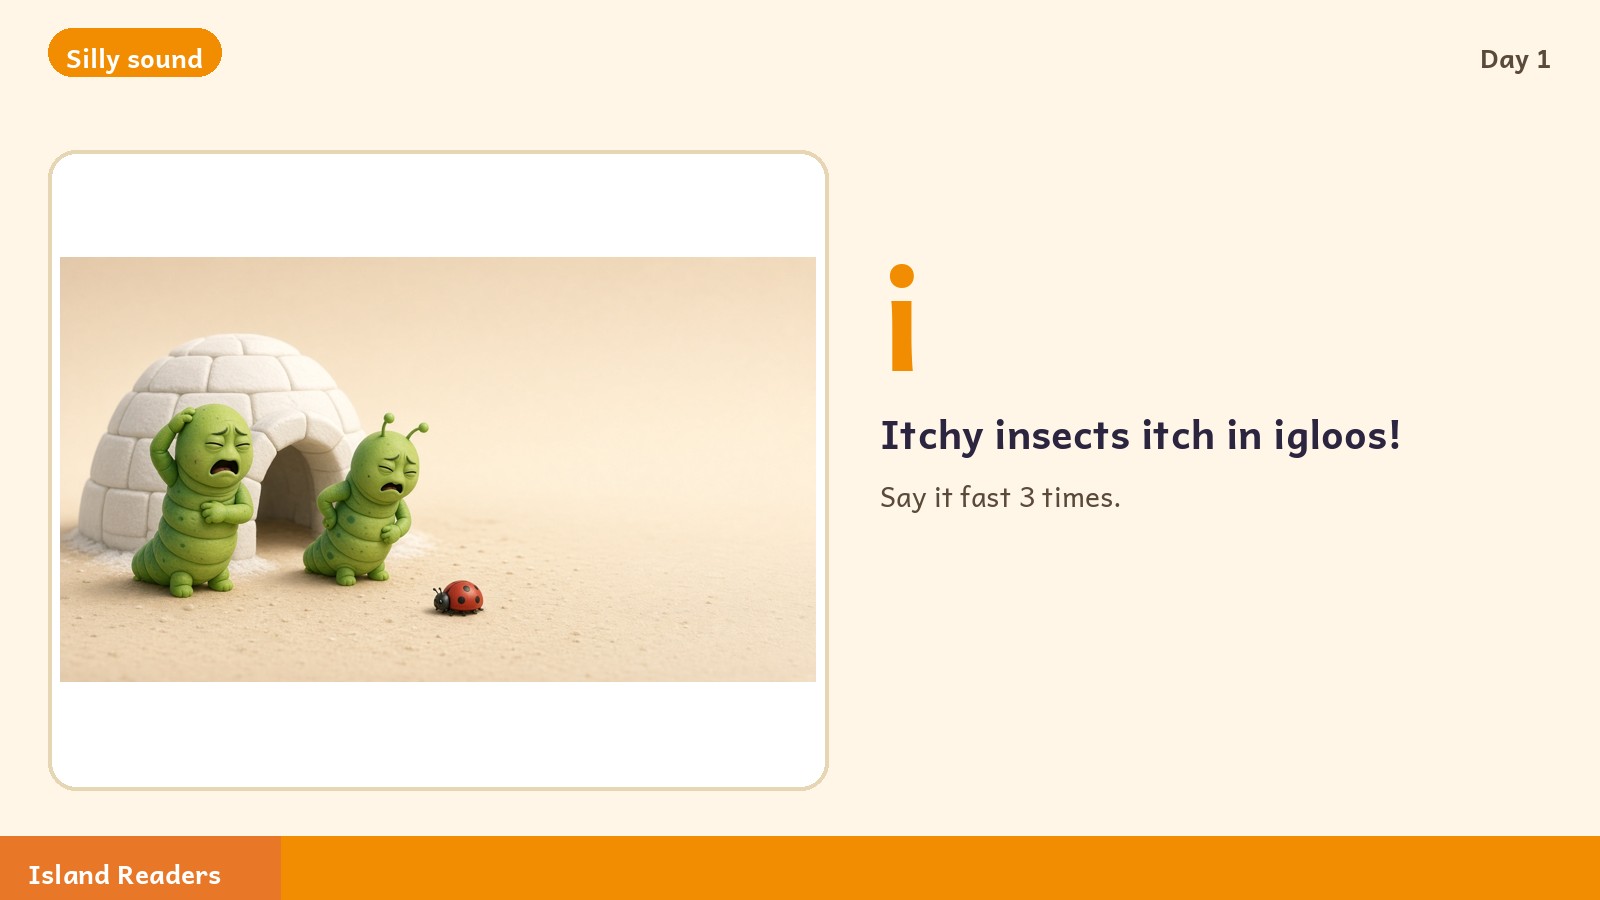 Silly sound
Day 1
i
Itchy insects itch in igloos!
Say it fast 3 times.
Island Readers